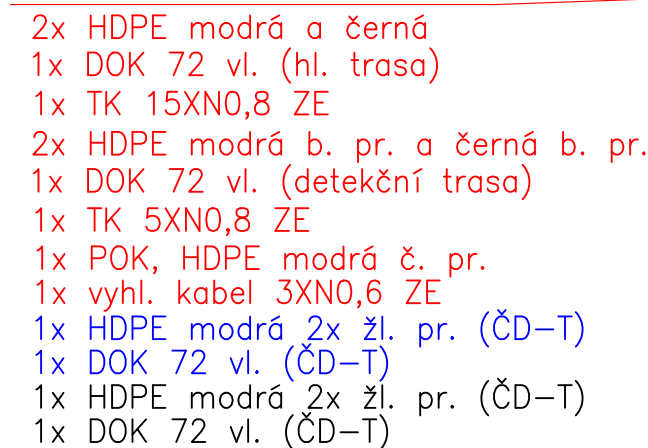 2x HDPE modrá a černá
1x DOK 72 vl. (hl. trasa)
1x TK 15XN0,8 ZE
2x HDPE modrá b. pr. a černá b. pr.
1x DOK 72 vl. (detekční trasa)
1x TK 5XN0,8 ZE
1x POK, HDPE modrá č. pr.
1x vyhl. kabel 3XN0,6 ZE
1x HDPE modrá 2x žl. pr. (ČD–T)
1x DOK 72 vl. (ČD–T)
1x HDPE modrá 2x žl. pr. (ČD–T)
1x DOK 72 vl. (ČD–T)